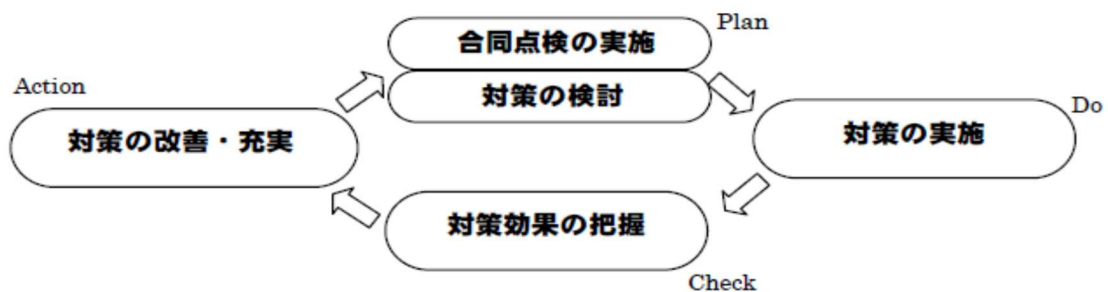 合同点検の実施
Plan
対策の検討
Action
対策の改善・充実
Do
対策の実施
対策効果の把握
Check